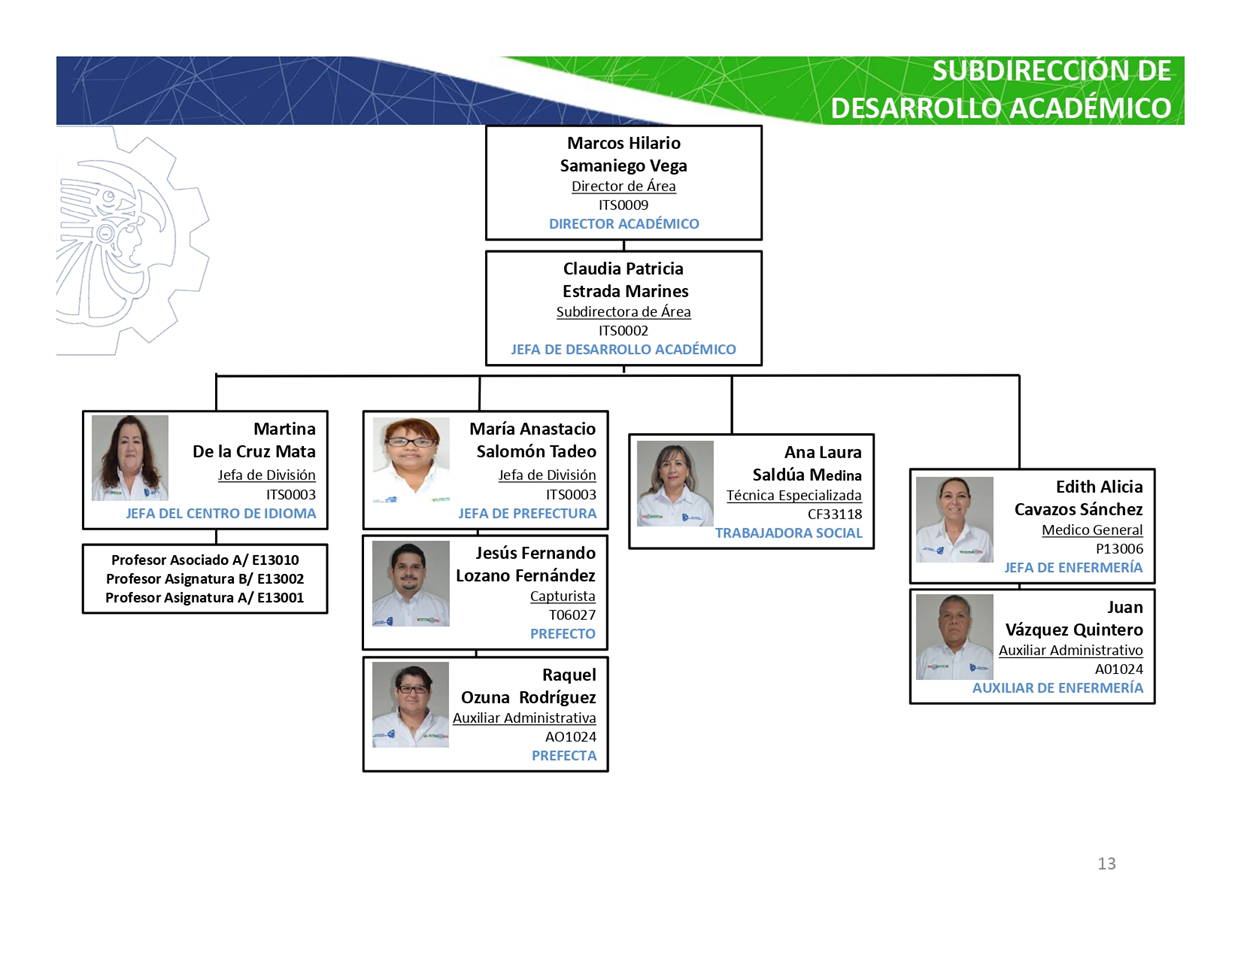 SUBDIRECCIÓN DE
DESARROLLO ACADÉMICO
Marcos Hilario
Samaniego Vega
Director de Área
ITS0009
DIRECTOR ACADÉMICO
Claudia Patricia
Estrada Marines
Subdirectora de Área
ITS0002
JEFA DE DESARROLLO ACADÉMICO
Martina
De la Cruz Mata
Jefa de División
ITS0003
JEFA DEL CENTRO DE IDIOMA
Profesor Asociado A/ E13010
Profesor Asignatura B/ E13002
Profesor Asignatura A/ E13001
María Anastacio
Salomón Tadeo
Jefa de División
ITS0003
JEFA DE PREFECTURA
Jesús Fernando
Lozano Fernández
Capturista
T06027
PREFECTO
Raquel
Ozuna  Rodríguez
Auxiliar Administrativa
AO1024
PREFECTA
Ana Laura
Saldúa Medina
Técnica Especializada
CF33118
TRABAJADORA SOCIAL
Edith Alicia
Cavazos Sánchez
Medico General
P13006
JEFA DE ENFERMERÍA
Juan
Vázquez Quintero
Auxiliar Administrativo
A01024
AUXILIAR DE ENFERMERÍA
13